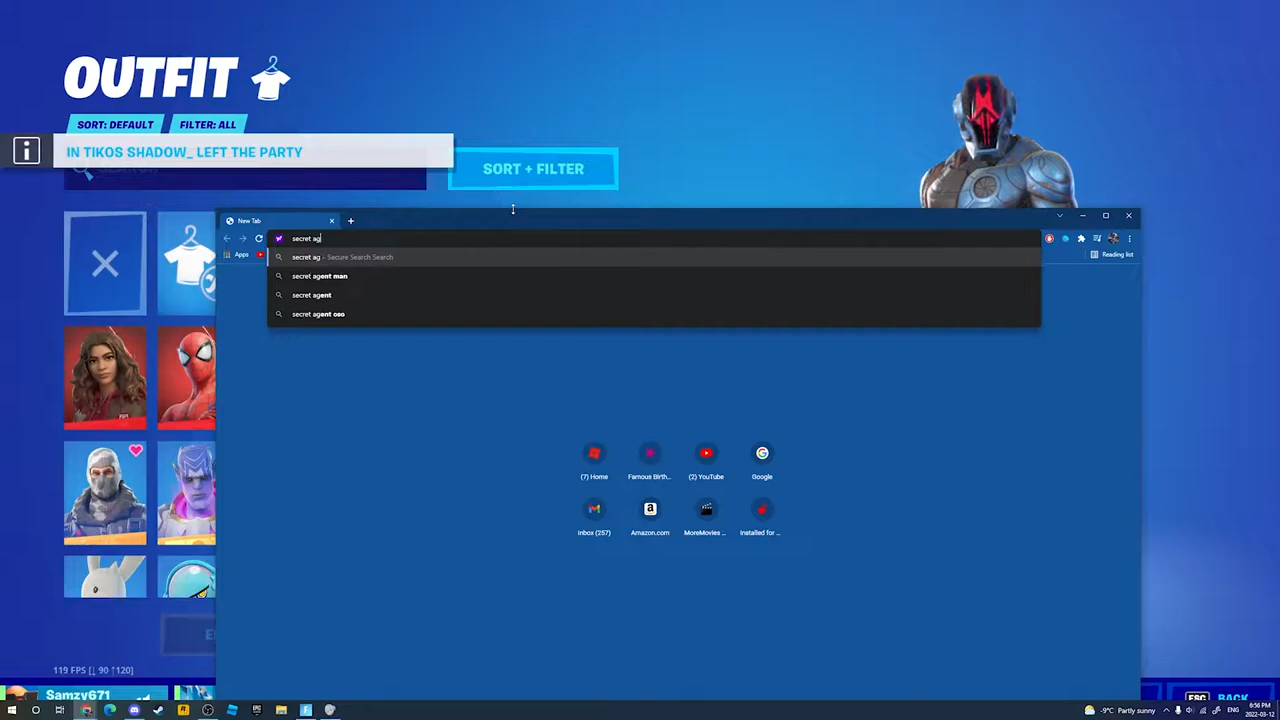 OUTFIT
SORT: DEFAULT
FILTER: ALL
IN TIKOS SHADOW_ LEFT THE PARTY
SORT + FILTER
New Tab
secret ag
Apps
Reading list
secret ag - Secure Search Search
secret agent man
secret agent
secret agent oso
(7) Home
Famous Birth...
(2) YouTube
Google
Inbox (257)
Amazon.com
MoreMovies ...
Installed for ...
119 FPS [↓ 90 ↑120]
Samzy671
ESC
BACK
-9°C Partly sunny
ENG
6:56 PM
2022-03-12